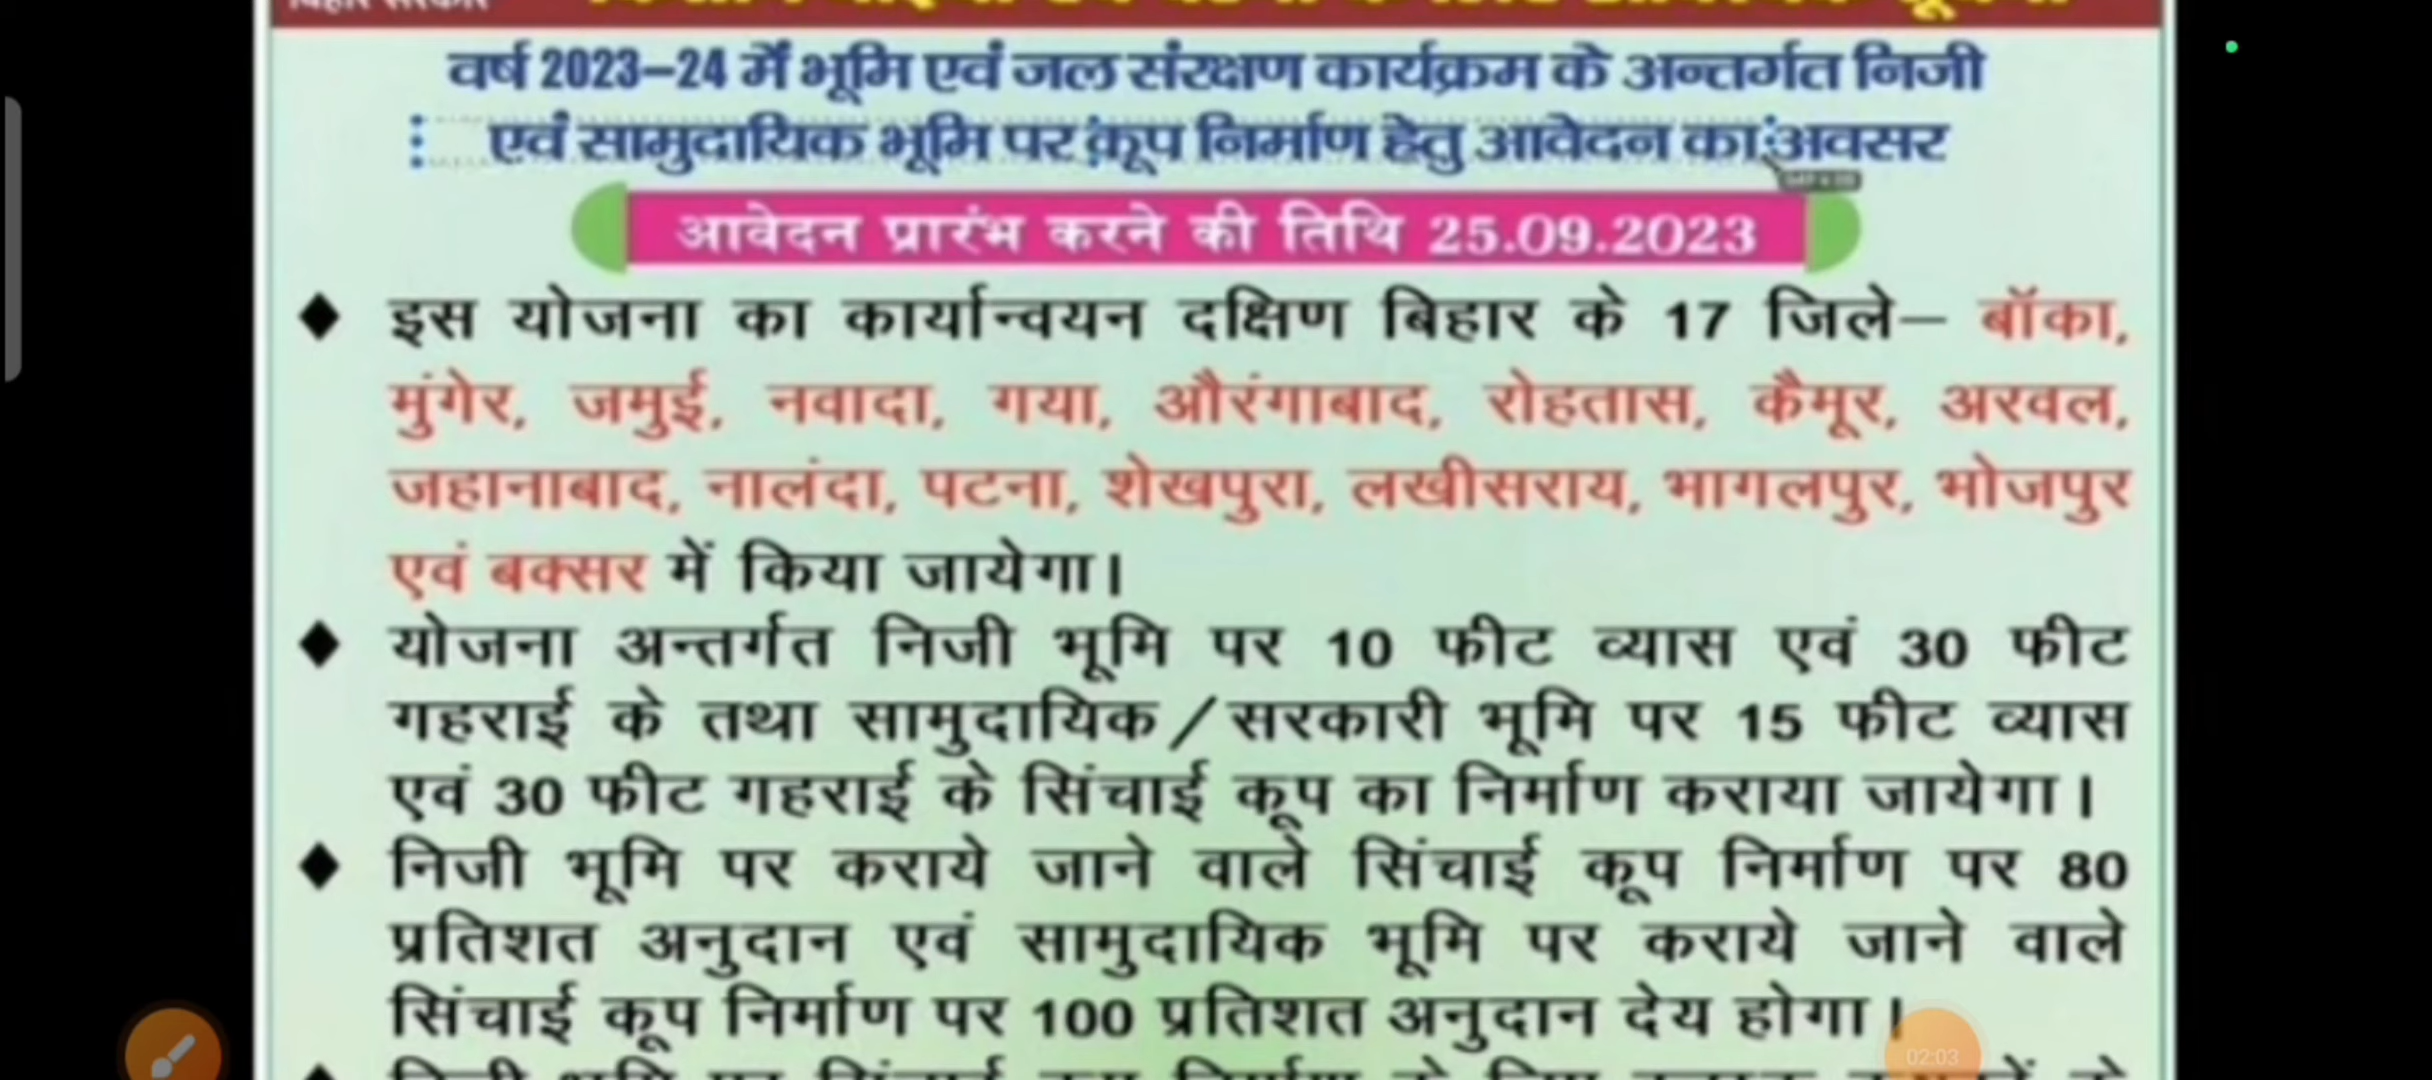 बिहार सरकार
वर्ष 2023–24 में भूमि एवं जल संरक्षण कार्यक्रम के अन्तर्गत निजी
एवं सामुदायिक भूमि पर कूप निर्माण हेतु आवेदन का अवसर
आवेदन प्रारंभ करने की तिथि 25.09.2023
♦ इस योजना का कार्यान्वयन दक्षिण बिहार के 17 जिले– बॉका,
मुंगेर, जमुई, नवादा, गया, औरंगाबाद, रोहतास, कैमूर, अरवल,
जहानाबाद, नालंदा, पटना, शेखपुरा, लखीसराय, भागलपुर, भोजपुर
एवं बक्सर में किया जायेगा।
♦ योजना अन्तर्गत निजी भूमि पर 10 फीट व्यास एवं 30 फीट
गहराई के तथा सामुदायिक/सरकारी भूमि पर 15 फीट व्यास
एवं 30 फीट गहराई के सिंचाई कूप का निर्माण कराया जायेगा।
♦ निजी भूमि पर कराये जाने वाले सिंचाई कूप निर्माण पर 80
प्रतिशत अनुदान एवं सामुदायिक भूमि पर कराये जाने वाले
सिंचाई कूप निर्माण पर 100 प्रतिशत अनुदान देय होगा।
02:03